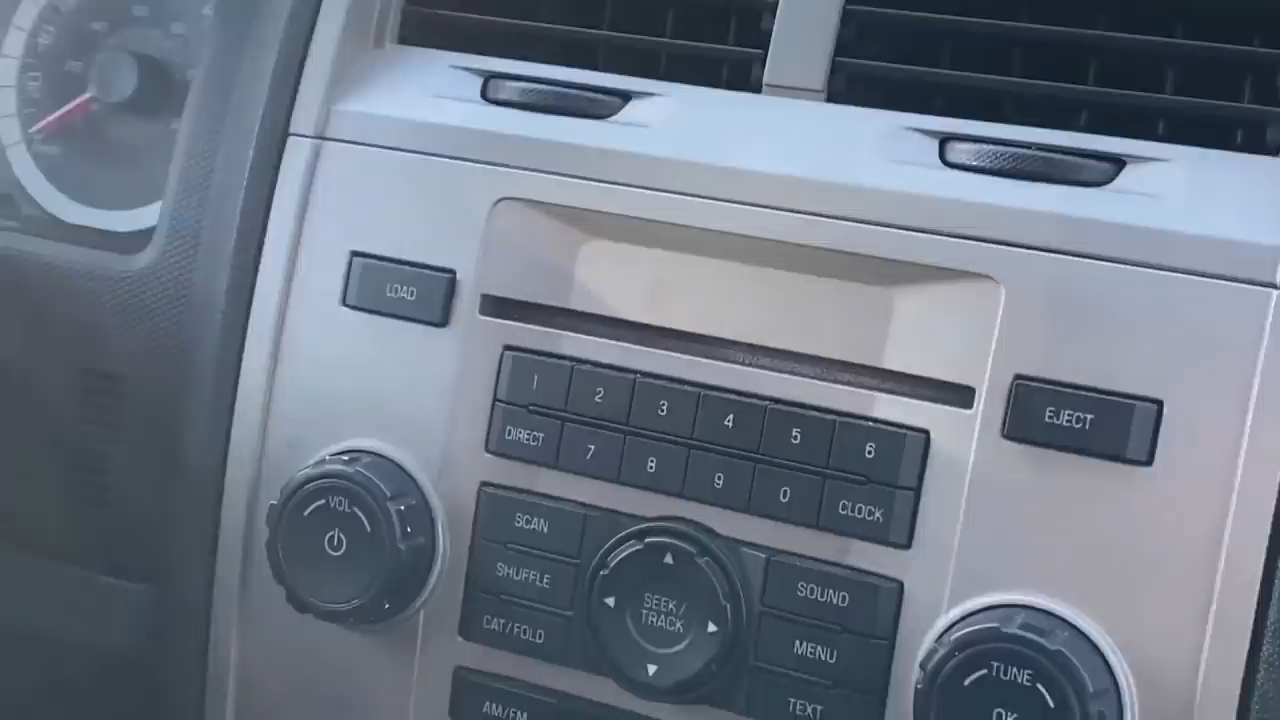 LOAD
EJECT
1 2 3 4 5 6
DIRECT 7 8 9 0 CLOCK
VOL
SCAN
SHUFFLE
CAT/FOLD
SEEK/
TRACK
SOUND
MENU
TEXT
TUNE
OK
AM/FM